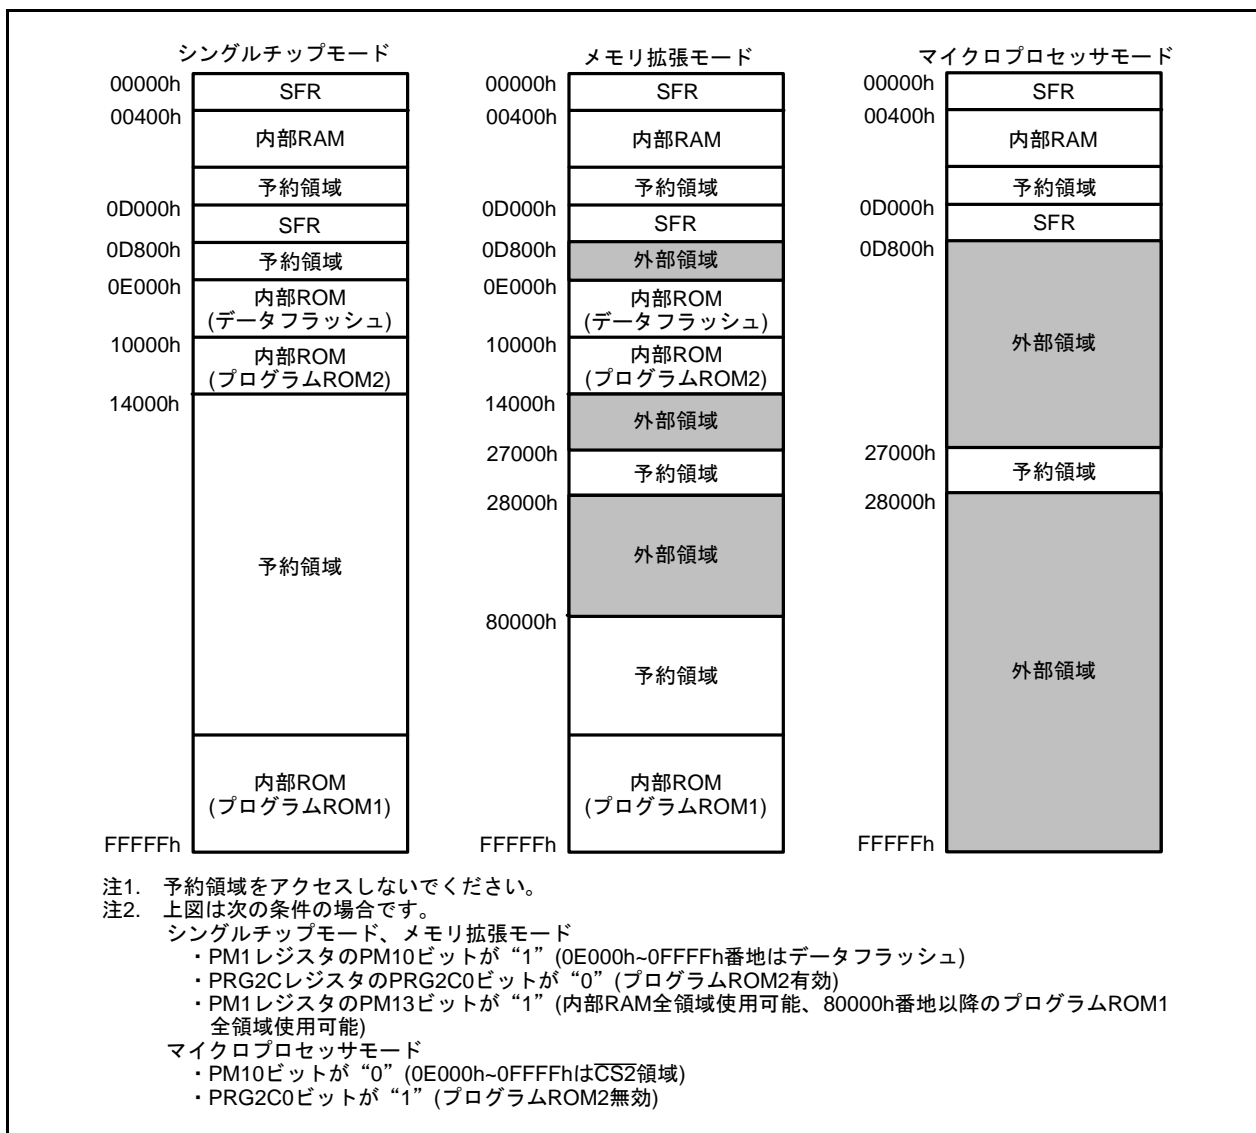 シングルチップモード
00000h
SFR
00400h
内部RAM
予約領域
0D000h
SFR
0D800h
予約領域
0E000h
内部ROM
(データフラッシュ)
10000h
内部ROM
(プログラムROM2)
14000h
予約領域
内部ROM
(プログラムROM1)
FFFFFh
メモリ拡張モード
00000h
SFR
00400h
内部RAM
予約領域
0D000h
SFR
0D800h
外部領域
0E000h
内部ROM
(データフラッシュ)
10000h
内部ROM
(プログラムROM2)
14000h
外部領域
27000h
予約領域
28000h
外部領域
80000h
予約領域
内部ROM
(プログラムROM1)
FFFFFh
マイクロプロセッサモード
00000h
SFR
00400h
内部RAM
予約領域
0D000h
SFR
0D800h
外部領域
27000h
予約領域
28000h
外部領域
FFFFFh
注1. 予約領域をアクセスしないでください。
注2. 上図は次の条件の場合です。
シングルチップモード、メモリ拡張モード
・PM1レジスタのPM10ビットが“1”(0E000h~0FFFFh番地はデータフラッシュ)
・PRG2CレジスタのPRG2C0ビットが“0”(プログラムROM2有効)
・PM1レジスタのPM13ビットが“1”(内部RAM全領域使用可能、80000h番地以降のプログラムROM1
全領域使用可能)
マイクロプロセッサモード
・PM10ビットが“0”(0E000h~0FFFFhはC̅S̅2̅領域)
・PRG2C0ビットが“1”(プログラムROM2無効)